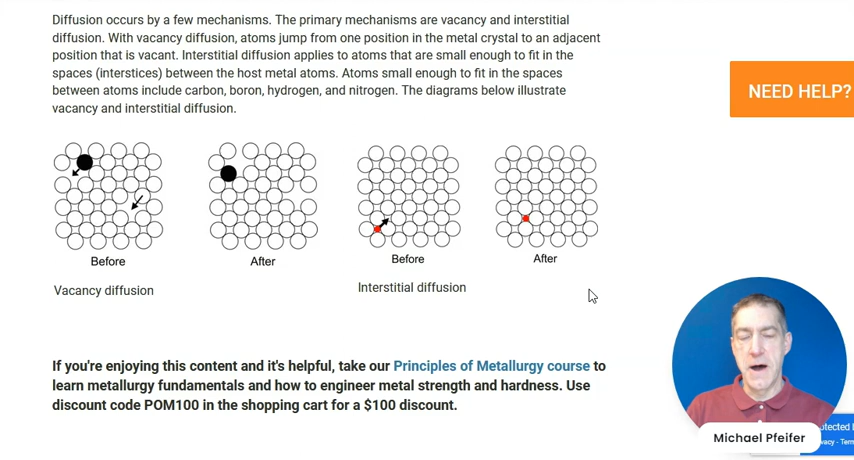 Diffusion occurs by a few mechanisms. The primary mechanisms are vacancy and interstitial
diffusion. With vacancy diffusion, atoms jump from one position in the metal crystal to an adjacent
position that is vacant. Interstitial diffusion applies to atoms that are small enough to fit in the
spaces (interstices) between the host metal atoms. Atoms small enough to fit in the spaces
between atoms include carbon, boron, hydrogen, and nitrogen. The diagrams below illustrate
vacancy and interstitial diffusion.
NEED HELP?
Before
After
Before
After
Vacancy diffusion
Interstitial diffusion
If you're enjoying this content and it's helpful, take our Principles of Metallurgy course to
learn metallurgy fundamentals and how to engineer metal strength and hardness. Use
discount code POM100 in the shopping cart for a $100 discount.
Michael Pfeifer